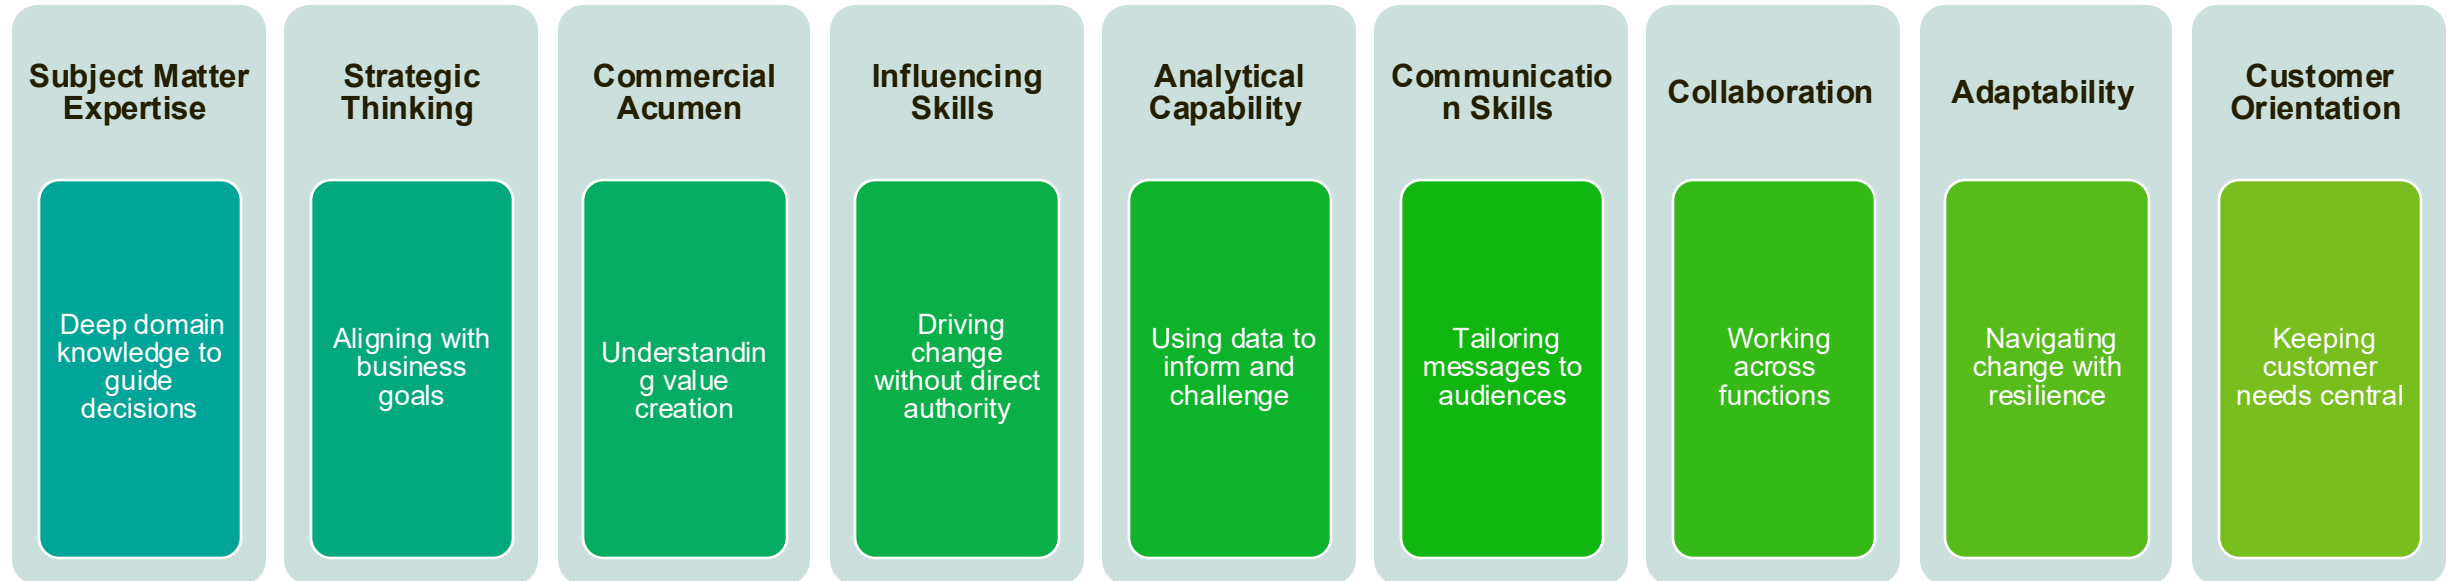 Subject Matter
Expertise
Deep domain
knowledge to
guide
decisions
Strategic
Thinking
Aligning with
business
goals
Commercial
Acumen
Understandin
g value
creation
Influencing
Skills
Driving
change
without direct
authority
Analytical
Capability
Using data to
inform and
challenge
Communicatio
n Skills
Tailoring
messages to
audiences
Collaboration
Working
across
functions
Adaptability
Navigating
change with
resilience
Customer
Orientation
Keeping
customer
needs central